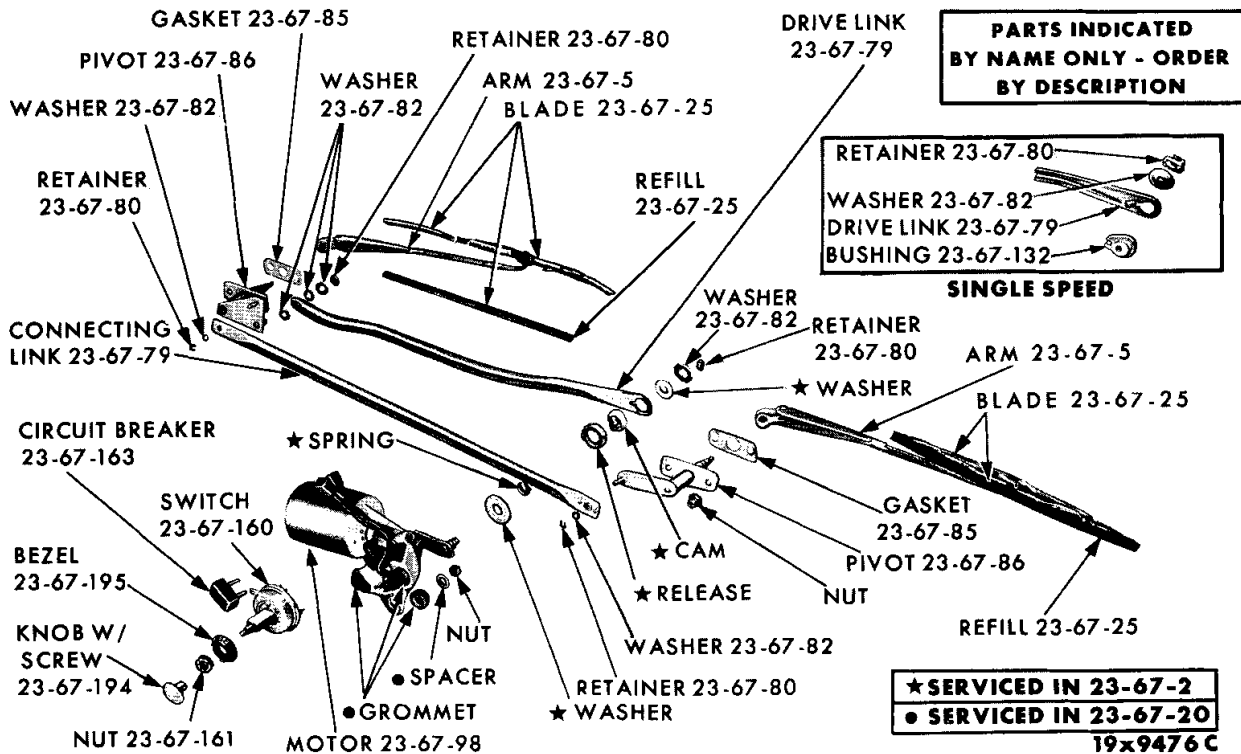 GASKET 23-67-85
PIVOT 23-67-86
WASHER 23-67-82
RETAINER
23-67-80
WASHER
23-67-82
RETAINER 23-67-80
ARM 23-67-5
BLADE 23-67-25
REFILL
23-67-25
DRIVE LINK
23-67-79
PARTS INDICATED
BY NAME ONLY - ORDER
BY DESCRIPTION
RETAINER 23-67-80
WASHER 23-67-82
DRIVE LINK 23-67-79
BUSHING 23-67-132
SINGLE SPEED
CONNECTING
LINK 23-67-79
WASHER
23-67-82
RETAINER
23-67-80
★ WASHER
ARM 23-67-5
BLADE 23-67-25
CIRCUIT BREAKER
23-67-163
★ SPRING
SWITCH
23-67-160
BEZEL
23-67-195
KNOB W/
SCREW
23-67-194
NUT 23-67-161
MOTOR 23-67-98
● GROMMET
● SPACER
NUT
★ WASHER
RETAINER 23-67-80
WASHER 23-67-82
★ RELEASE
★ CAM
NUT
GASKET
23-67-85
PIVOT 23-67-86
REFILL 23-67-25
★ SERVICED IN 23-67-2
● SERVICED IN 23-67-20
19x9476 C